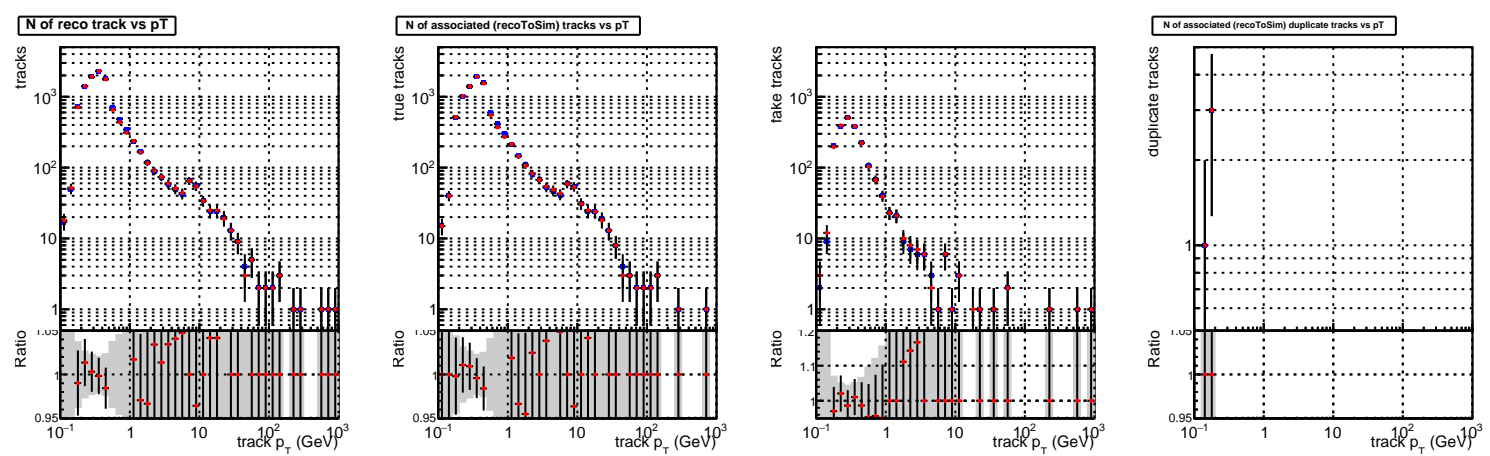 N of reco track vs pT
N of associated (recoToSim) tracks vs pT
N of associated (recoToSim) duplicate tracks vs pT
tracks
10³
10²
10
1
Ratio
1.05
1
0.95
10⁻¹ 1 10 10² 10³
track p_T (GeV)
true tracks
10³
10²
10
1
Ratio
1.05
1
0.95
10⁻¹ 1 10 10² 10³
track p_T (GeV)
fake tracks
10³
10²
10
1
Ratio
1.2
1.1
1
10⁻¹ 1 10 10² 10³
track p_T (GeV)
duplicate tracks
1
Ratio
1.05
1
0.95
10⁻¹ 1 10 10² 10³
track p_T (GeV)